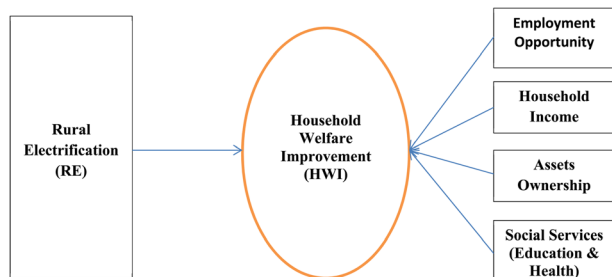 Rural
Electrification
(RE)
Household
Welfare
Improvement
(HWI)
Employment
Opportunity
Household
Income
Assets
Ownership
Social Services
(Education &
Health)